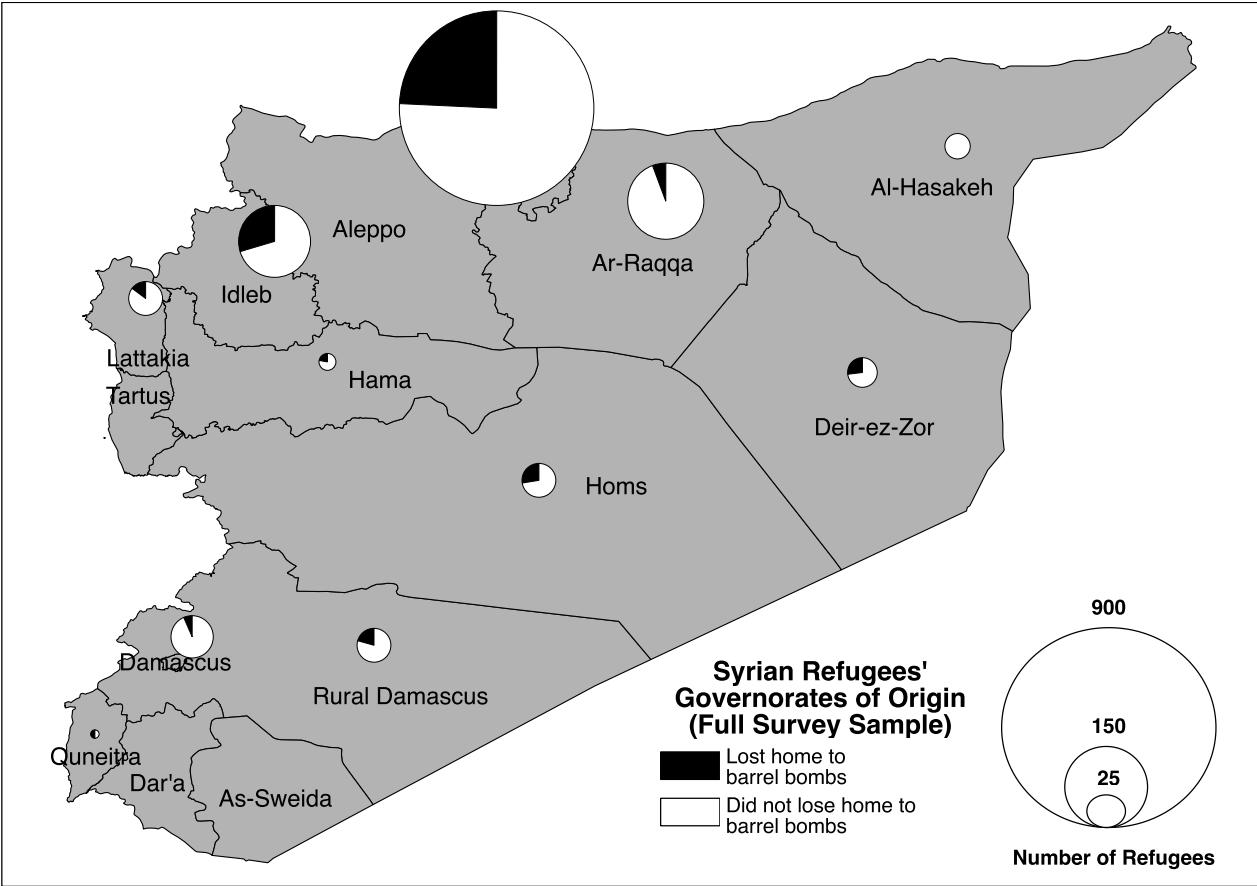 Al-Hasakeh
Aleppo
Ar-Raqqa
Idleb
Lattakia
Hama
Tartus
Deir-ez-Zor
Homs
Damascus
Rural Damascus
Quneitra
Dar'a
As-Sweida
Syrian Refugees'
Governorates of Origin
(Full Survey Sample)
Lost home to
barrel bombs
Did not lose home to
barrel bombs
900
150
25
Number of Refugees